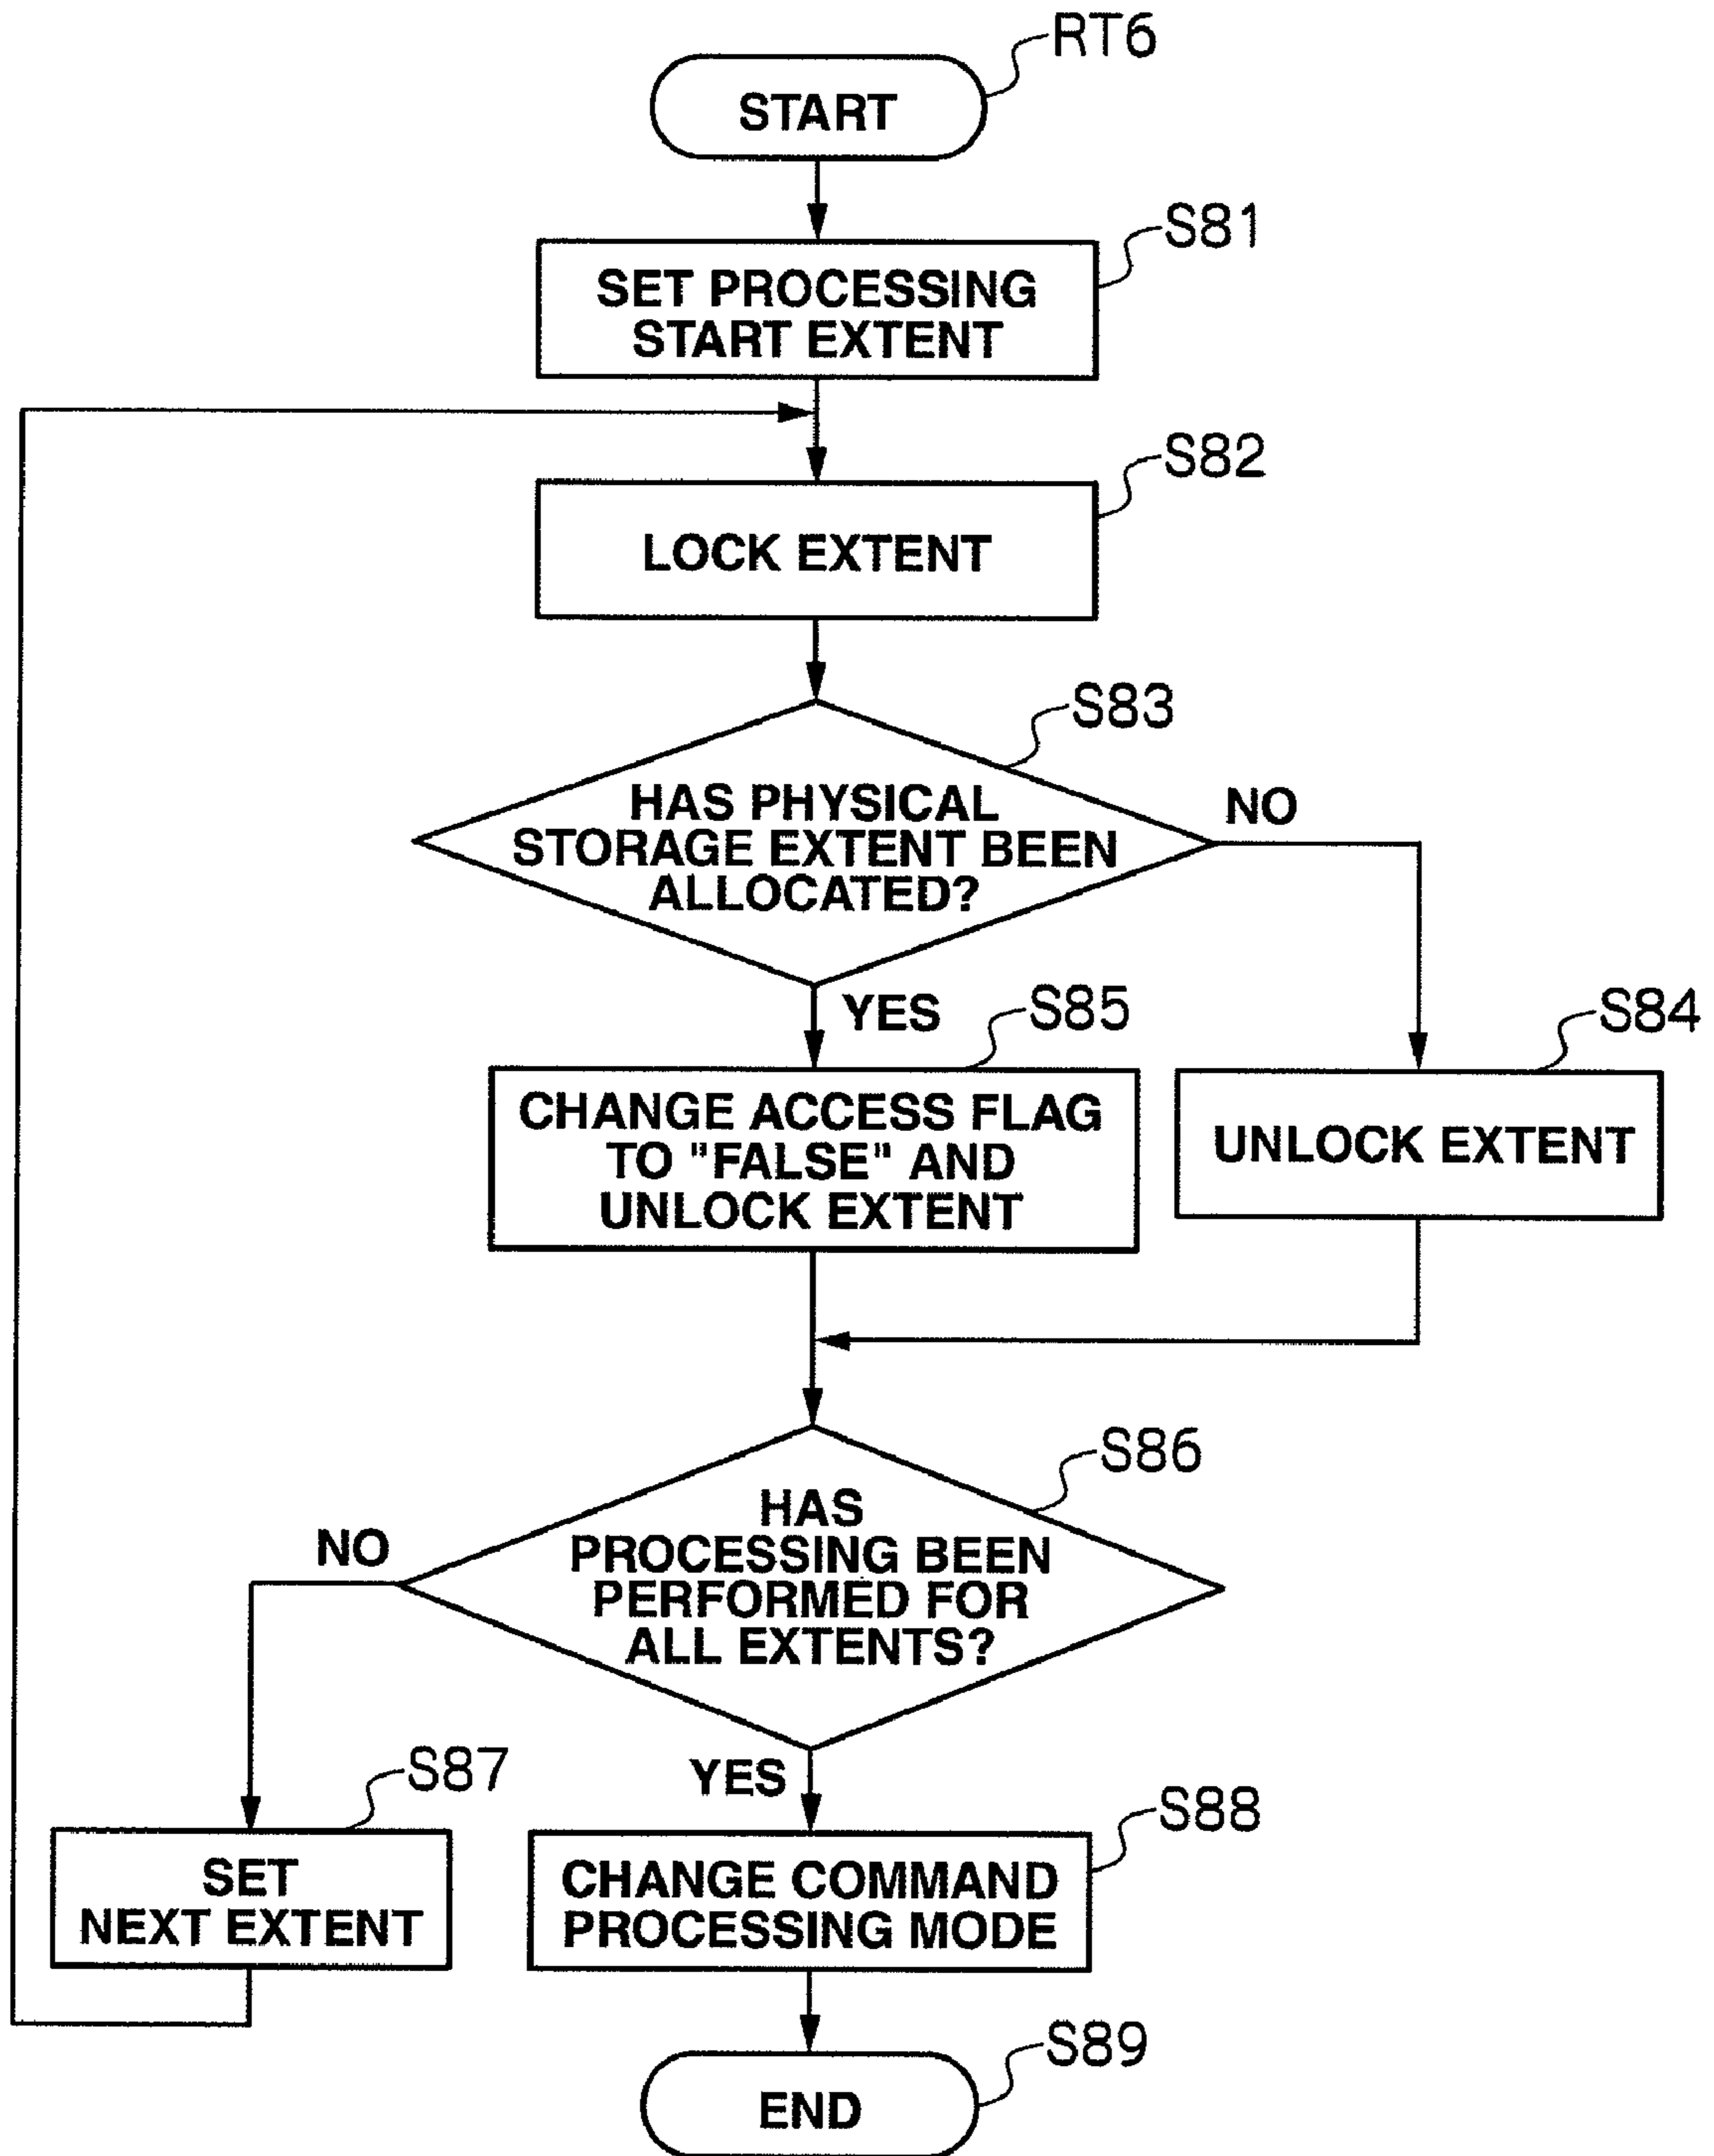 RT6
START
S81
SET PROCESSING
START EXTENT
S82
LOCK EXTENT
S83
HAS PHYSICAL
STORAGE EXTENT BEEN
ALLOCATED?
NO
YES
S85
S84
CHANGE ACCESS FLAG
TO "FALSE" AND
UNLOCK EXTENT
UNLOCK EXTENT
S86
HAS
PROCESSING BEEN
PERFORMED FOR
ALL EXTENTS?
NO
YES
S87
S88
SET
NEXT EXTENT
CHANGE COMMAND
PROCESSING MODE
S89
END